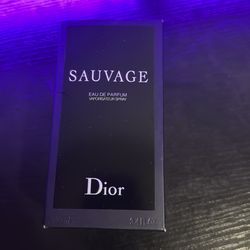 SAUVAGE
EAU DE PARFUM
VAPORISATEUR SPRAY
Dior